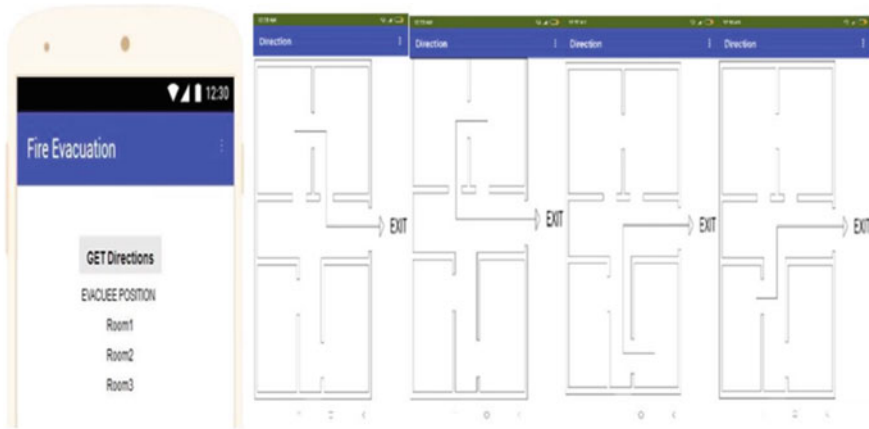 12:30
Fire Evacuation
GET Directions
EVACUEE POSITION
Room1
Room2
Room3
Direction
EXIT
Direction
EXIT
Direction
EXIT
Direction
EXIT